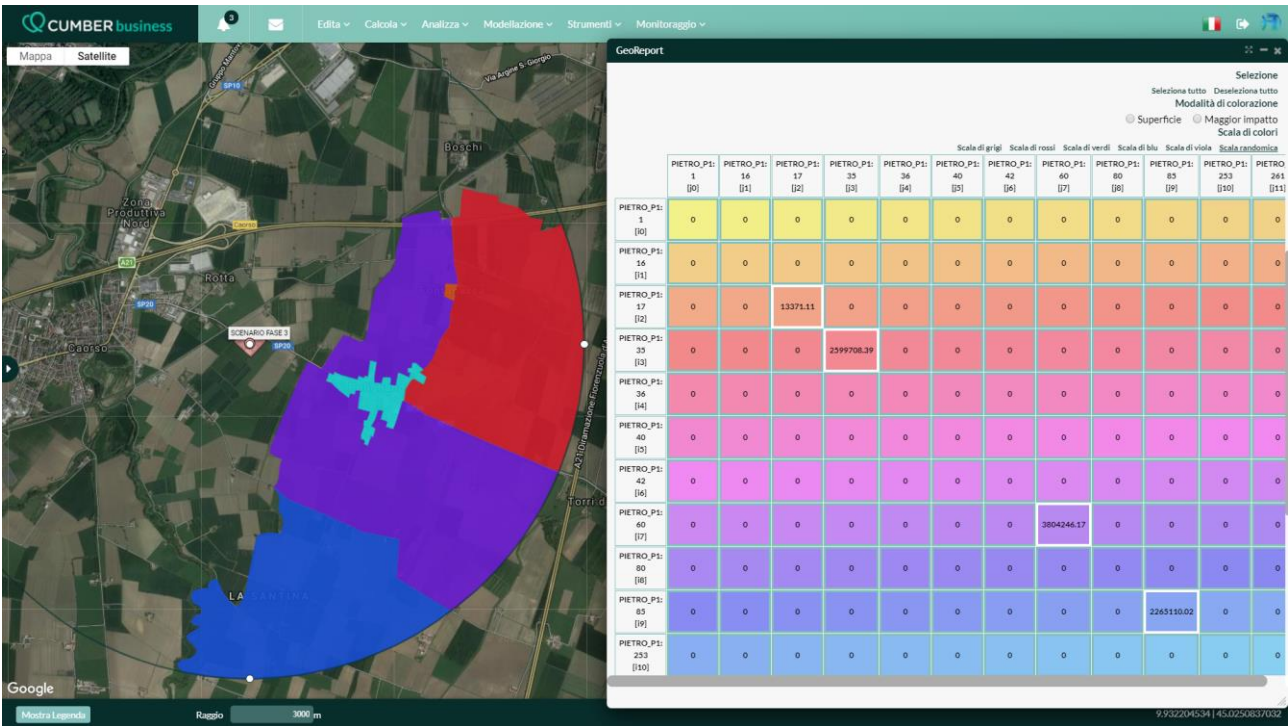 CUMBER business
3
Edita
Calcola
Analizza
Modellazione
Strumenti
Monitoraggio
Mappa
Satellite
SP10
Via Argine S. Giorgio
Boschi
Zona
Produttiva
Nord
Caorso
A21
Rotta
SP20
SCENARIO FASE 3
SP20
Caorso
A21 Diramazione Fiorenzuola d'A
Torri d
LA SANTINA
Google
Mostra Legenda
Raggio
3000 m
GeoReport
Selezione
Seleziona tutto Deseleziona tutto
Modalità di colorazione
Superficie Maggior impatto
Scala di colori
Scala di grigi Scala di rossi Scala di verdi Scala di blu Scala di viola Scala randomica
PIETRO_P1: PIETRO_P1: PIETRO_P1: PIETRO_P1: PIETRO_P1: PIETRO_P1: PIETRO_P1: PIETRO_P1: PIETRO_P1: PIETRO_P1: PIETRO_P1: PIETRO
1 16 17 35 36 40 42 60 80 85 253 261
[j0] [j1] [j2] [j3] [j4] [j5] [j6] [j7] [j8] [j9] [j10] [j11]
PIETRO_P1:
1
[i0]
0 0 0 0 0 0 0 0 0 0 0 0
PIETRO_P1:
16
[i1]
0 0 0 0 0 0 0 0 0 0 0 0
PIETRO_P1:
17
[i2]
0 0 13371.11 0 0 0 0 0 0 0 0 0
PIETRO_P1:
35
[i3]
0 0 0 2599708.39 0 0 0 0 0 0 0 0
PIETRO_P1:
36
[i4]
0 0 0 0 0 0 0 0 0 0 0 0
PIETRO_P1:
40
[i5]
0 0 0 0 0 0 0 0 0 0 0 0
PIETRO_P1:
42
[i6]
0 0 0 0 0 0 0 0 0 0 0 0
PIETRO_P1:
60
[i7]
0 0 0 0 0 0 0 3804246.17 0 0 0 0
PIETRO_P1:
80
[i8]
0 0 0 0 0 0 0 0 0 0 0 0
PIETRO_P1:
85
[i9]
0 0 0 0 0 0 0 0 0 2265110.02 0 0
PIETRO_P1:
253
[i10]
0 0 0 0 0 0 0 0 0 0 0 0
9.932204534 | 45.0250837032